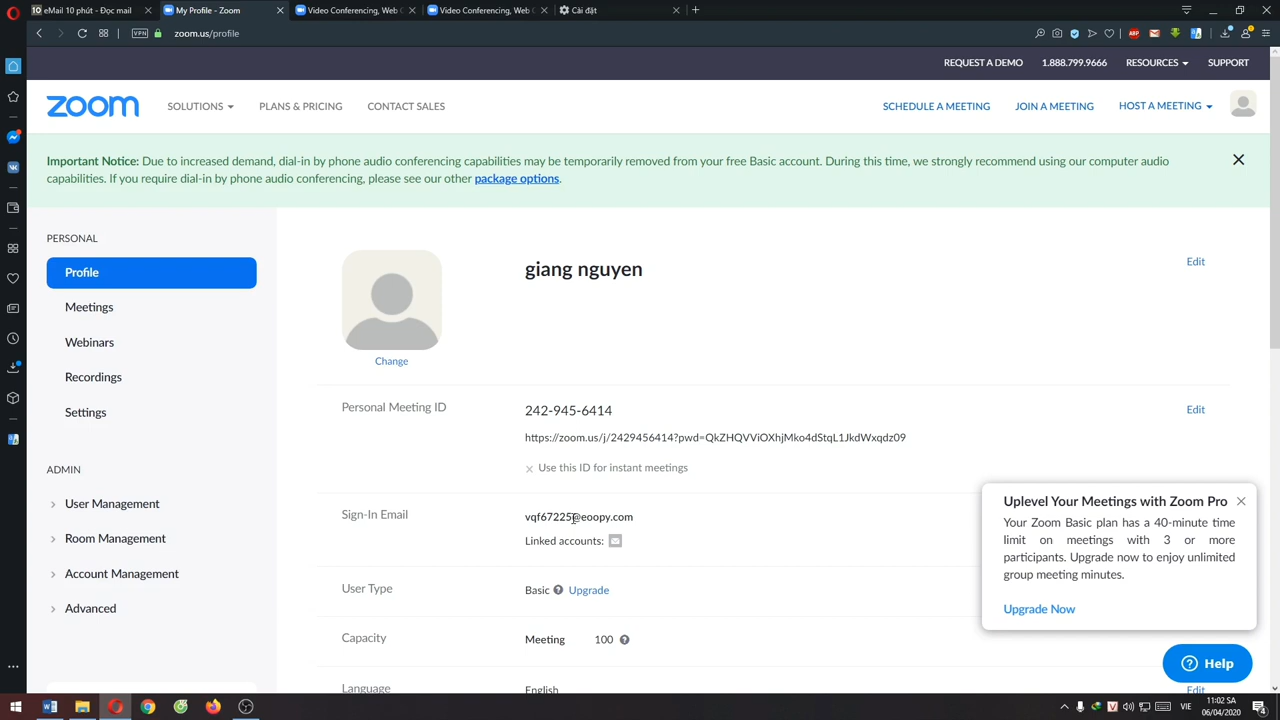 eMail 10 phút - Đọc mail
My Profile - Zoom
Video Conferencing, Web C
Video Conferencing, Web C
Cài đặt
VPN
zoom.us/profile
ABP
REQUEST A DEMO
1.888.799.9666
RESOURCES
SUPPORT
zoom
SOLUTIONS
PLANS & PRICING
CONTACT SALES
SCHEDULE A MEETING
JOIN A MEETING
HOST A MEETING
Important Notice: Due to increased demand, dial-in by phone audio conferencing capabilities may be temporarily removed from your free Basic account. During this time, we strongly recommend using our computer audio
capabilities. If you require dial-in by phone audio conferencing, please see our other package options.
PERSONAL
Profile
Meetings
Webinars
Recordings
Settings
ADMIN
User Management
Room Management
Account Management
Advanced
giang nguyen
Edit
Change
Personal Meeting ID
242-945-6414
Edit
https://zoom.us/j/2429456414?pwd=QkZHQVViOXhjMko4dStqL1JkdWxqdz09
Use this ID for instant meetings
Sign-In Email
vqf67225@eoopy.com
Linked accounts:
User Type
Basic
Upgrade
Capacity
Meeting
100
Language
English
Edit
Uplevel Your Meetings with Zoom Pro
Your Zoom Basic plan has a 40-minute time
limit on meetings with 3 or more
participants. Upgrade now to enjoy unlimited
group meeting minutes.
Upgrade Now
Help
VIE
11:02 SA
06/04/2020